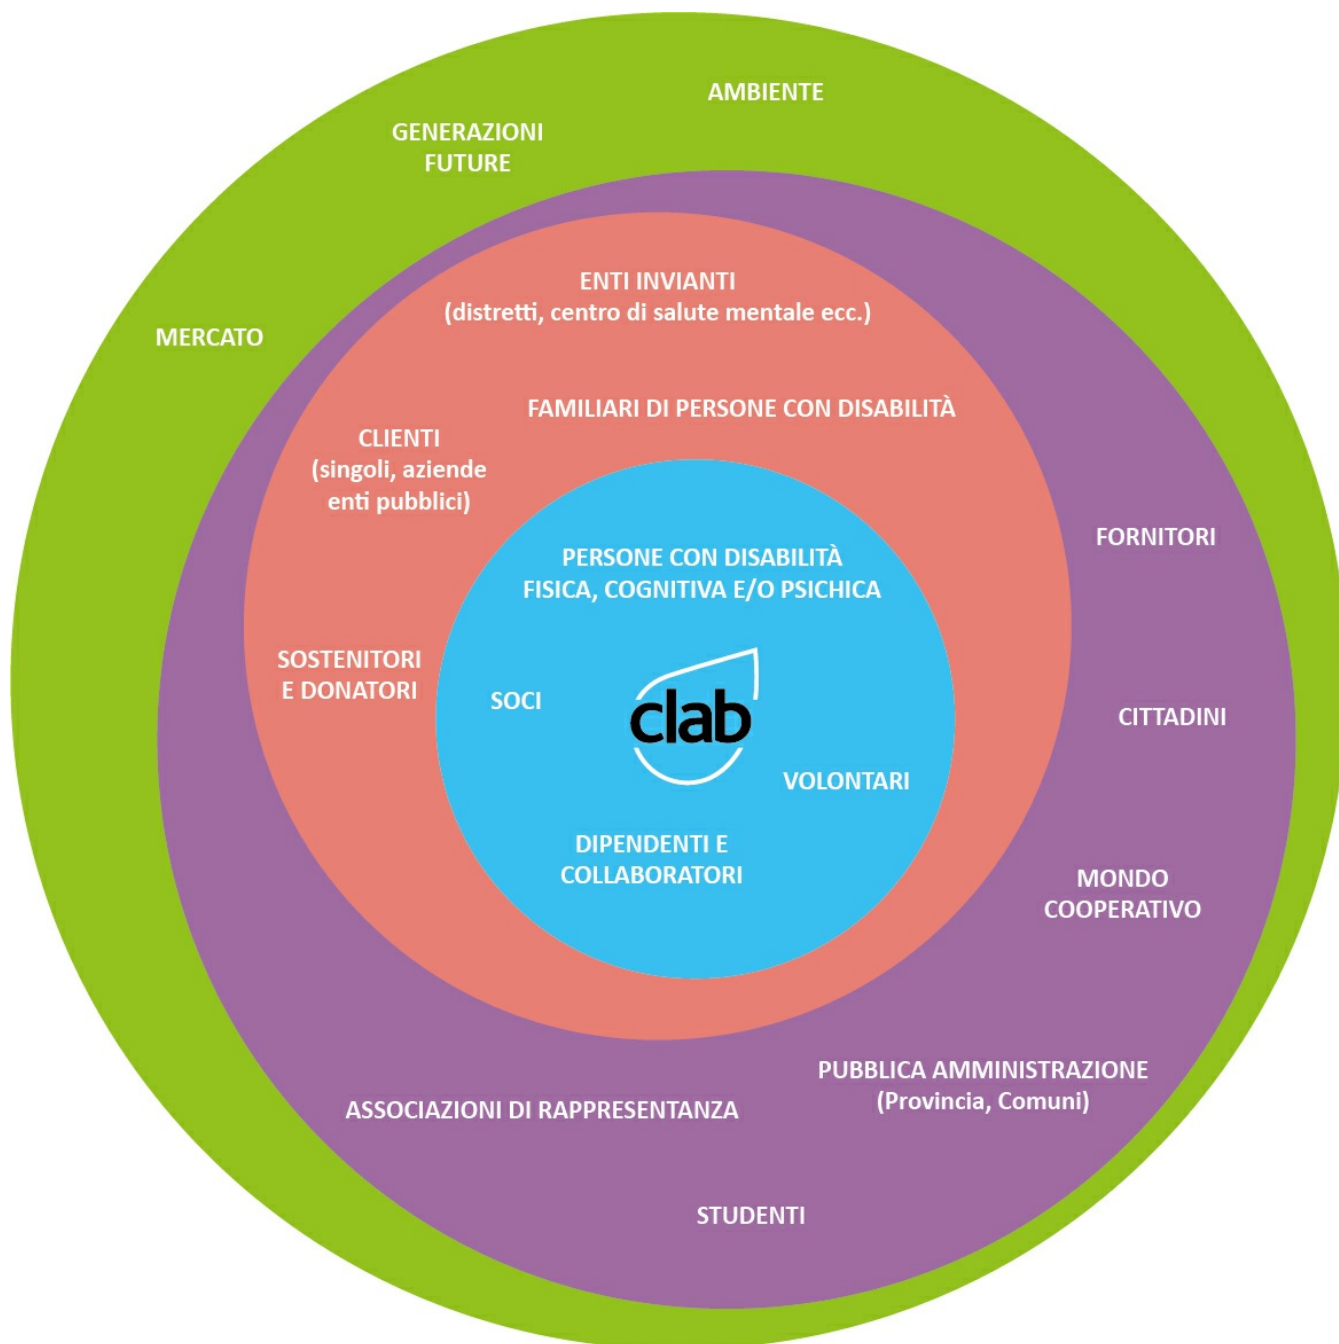 AMBIENTE
GENERAZIONI
FUTURE
MERCATO
ENTI INVIANTI
(distretti, centro di salute mentale ecc.)
FAMILIARI DI PERSONE CON DISABILITÀ
CLIENTI
(singoli, aziende
enti pubblici)
SOSTENITORI
E DONATORI
PERSONE CON DISABILITÀ
FISICA, COGNITIVA E/O PSICHICA
SOCI
clab
VOLONTARI
DIPENDENTI E
COLLABORATORI
FORNITORI
CITTADINI
MONDO
COOPERATIVO
PUBBLICA AMMINISTRAZIONE
(Provincia, Comuni)
ASSOCIAZIONI DI RAPPRESENTANZA
STUDENTI